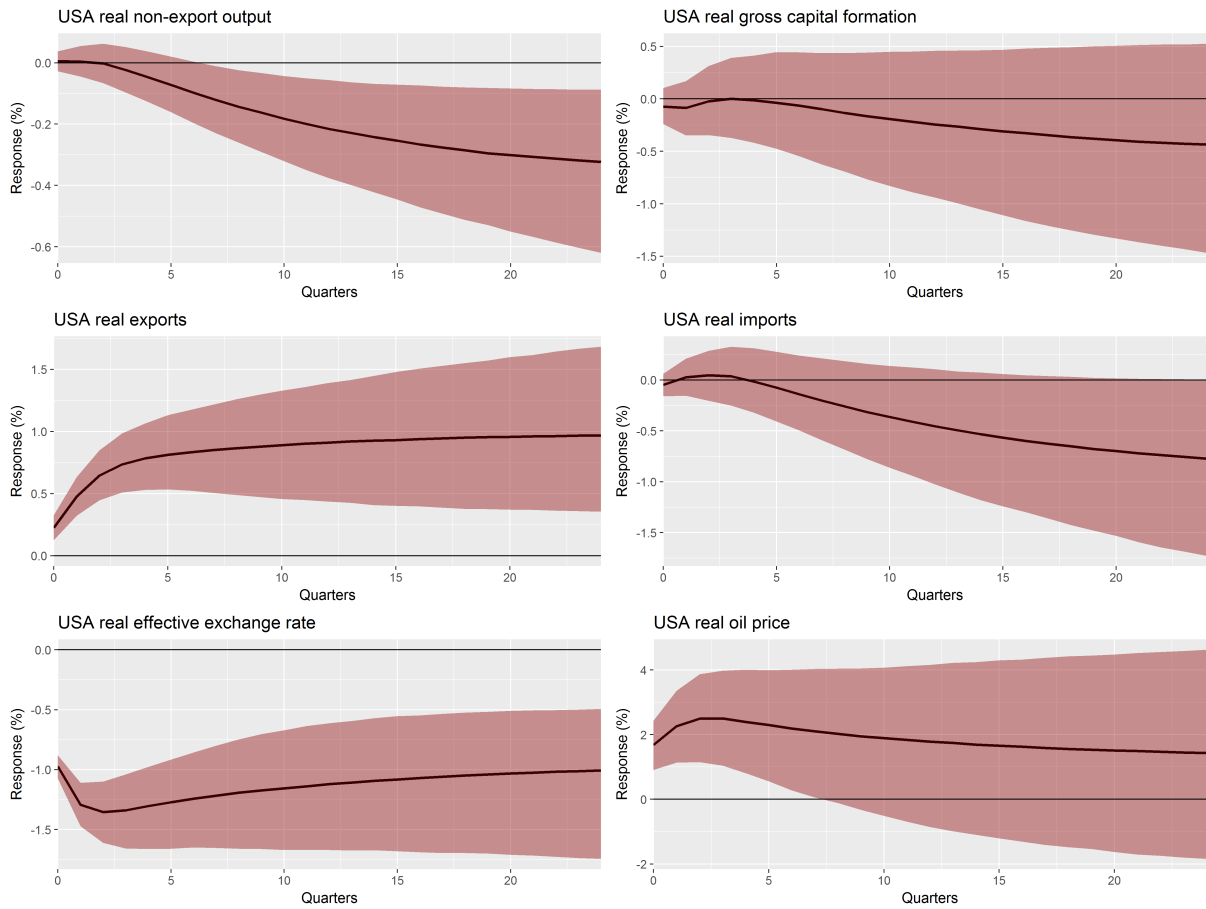 USA real non-export output
0.0
-0.2
-0.4
-0.6
Response (%)
0 5 10 15 20
Quarters
USA real gross capital formation
0.5
0.0
-0.5
-1.0
-1.5
Response (%)
0 5 10 15 20
Quarters
USA real exports
1.5
1.0
0.5
0.0
Response (%)
0 5 10 15 20
Quarters
USA real imports
0.0
-0.5
-1.0
-1.5
Response (%)
0 5 10 15 20
Quarters
USA real effective exchange rate
0.0
-0.5
-1.0
-1.5
Response (%)
0 5 10 15 20
Quarters
USA real oil price
4
2
0
-2
Response (%)
0 5 10 15 20
Quarters